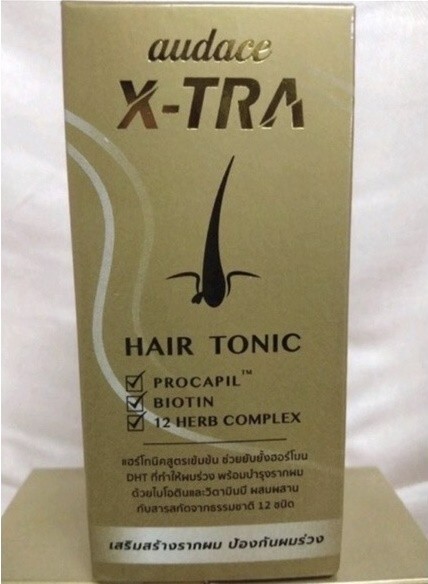 audace
X-TRA
HAIR TONIC
PROCAPIL™
BIOTIN
12 HERB COMPLEX
แฮร์โทนิคสูตรเข้มข้น ช่วยยับยั้งฮอร์โมน
DHT ที่ทำให้ผมร่วง พร้อมบำรุงรากผม
ด้วยไบโอตินและวิตามินบี ผสมผสาน
กับสารสกัดจากธรรมชาติ 12 ชนิด
เสริมสร้างรากผม ป้องกันผมร่วง